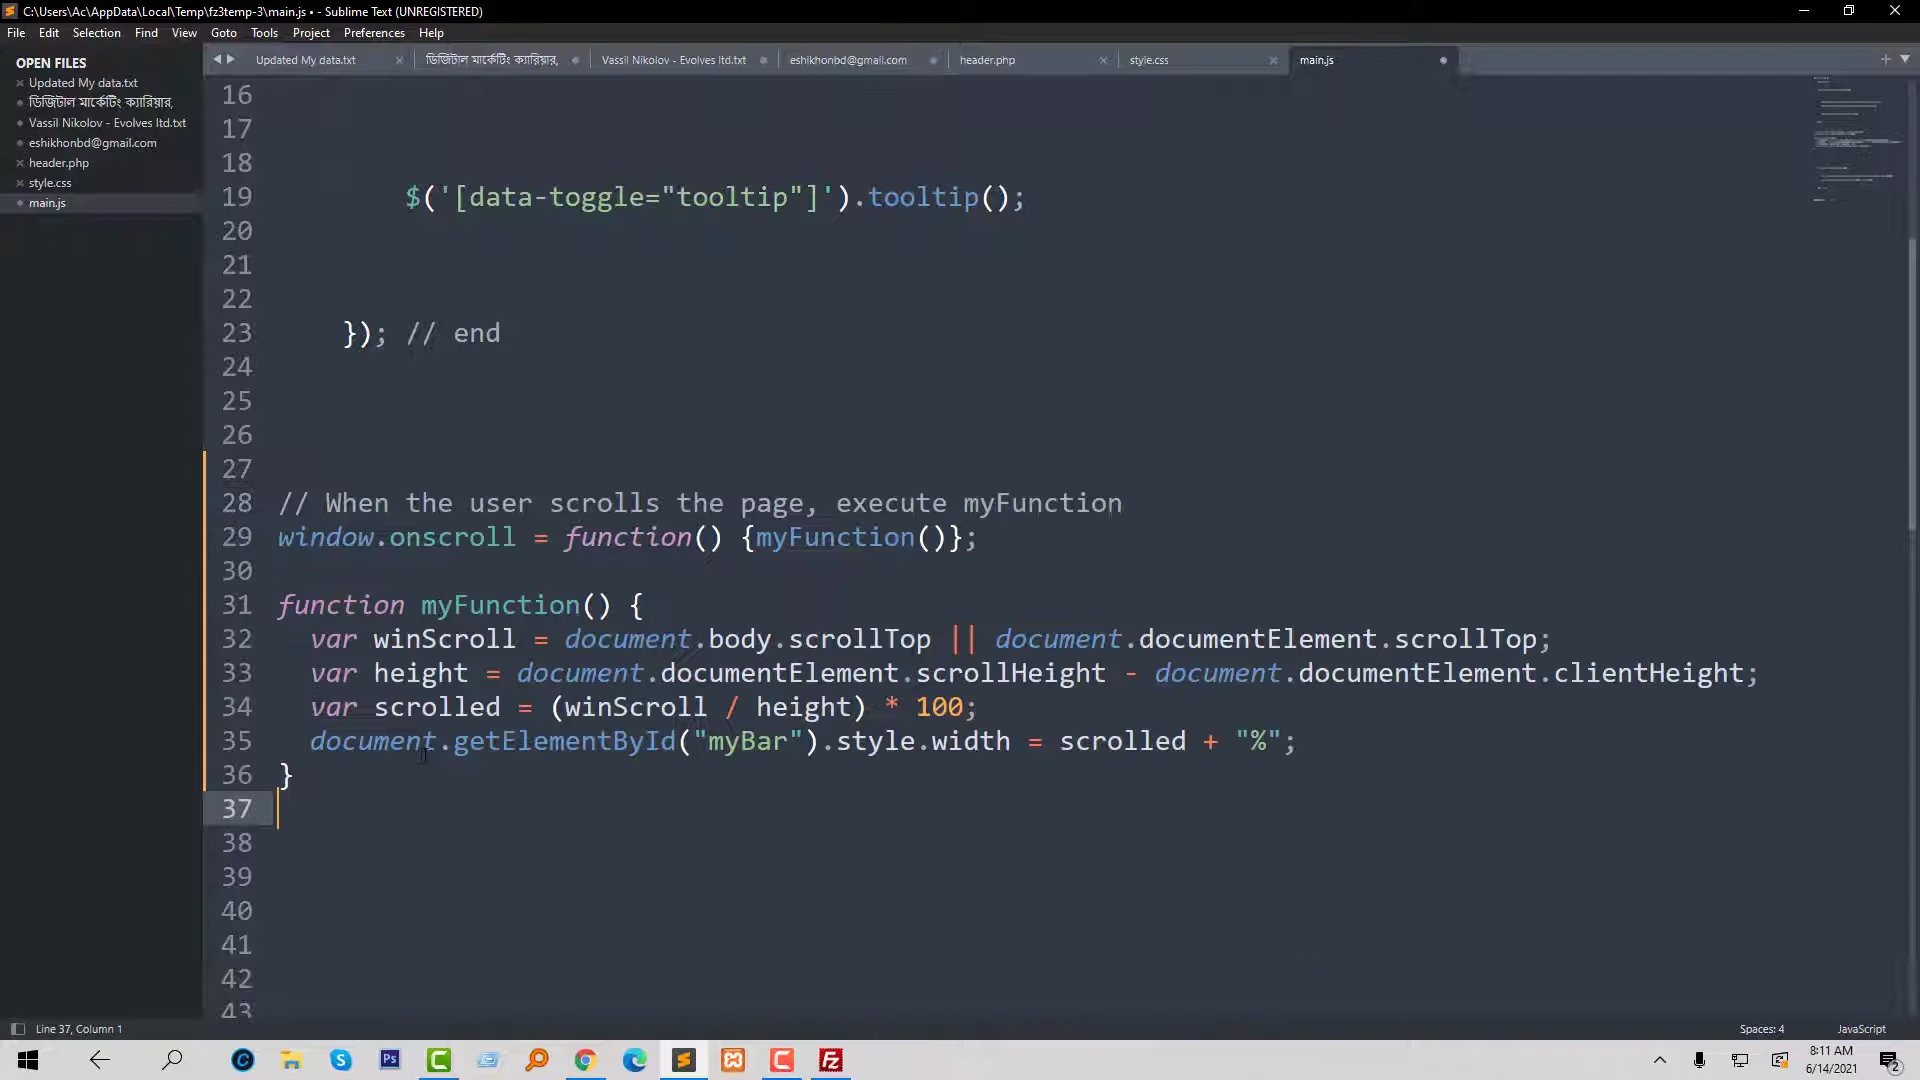 C:\Users\Ac\AppData\Local\Temp\fz3temp-3\main.js • - Sublime Text (UNREGISTERED)
File Edit Selection Find View Goto Tools Project Preferences Help
OPEN FILES
Updated My data.txt
ডিজিটাল মার্কেটিং ক্যারিয়ার,
Vassil Nikolov - Evolves ltd.txt
eshikhonbd@gmail.com
header.php
style.css
main.js
Updated My data.txt ডিজিটাল মার্কেটিং ক্যারিয়ার, Vassil Nikolov - Evolves ltd.txt eshikhonbd@gmail.com header.php style.css main.js
16
17
18
19 $('[data-toggle="tooltip"]').tooltip();
20
21
22
23 }); // end
24
25
26
27
28 // When the user scrolls the page, execute myFunction
29 window.onscroll = function() {myFunction()};
30
31 function myFunction() {
32 var winScroll = document.body.scrollTop || document.documentElement.scrollTop;
33 var height = document.documentElement.scrollHeight - document.documentElement.clientHeight;
34 var scrolled = (winScroll / height) * 100;
35 document.getElementById("myBar").style.width = scrolled + "%";
36 }
37
38
39
40
41
42
43
Line 37, Column 1 Spaces: 4 JavaScript
8:11 AM
6/14/2021